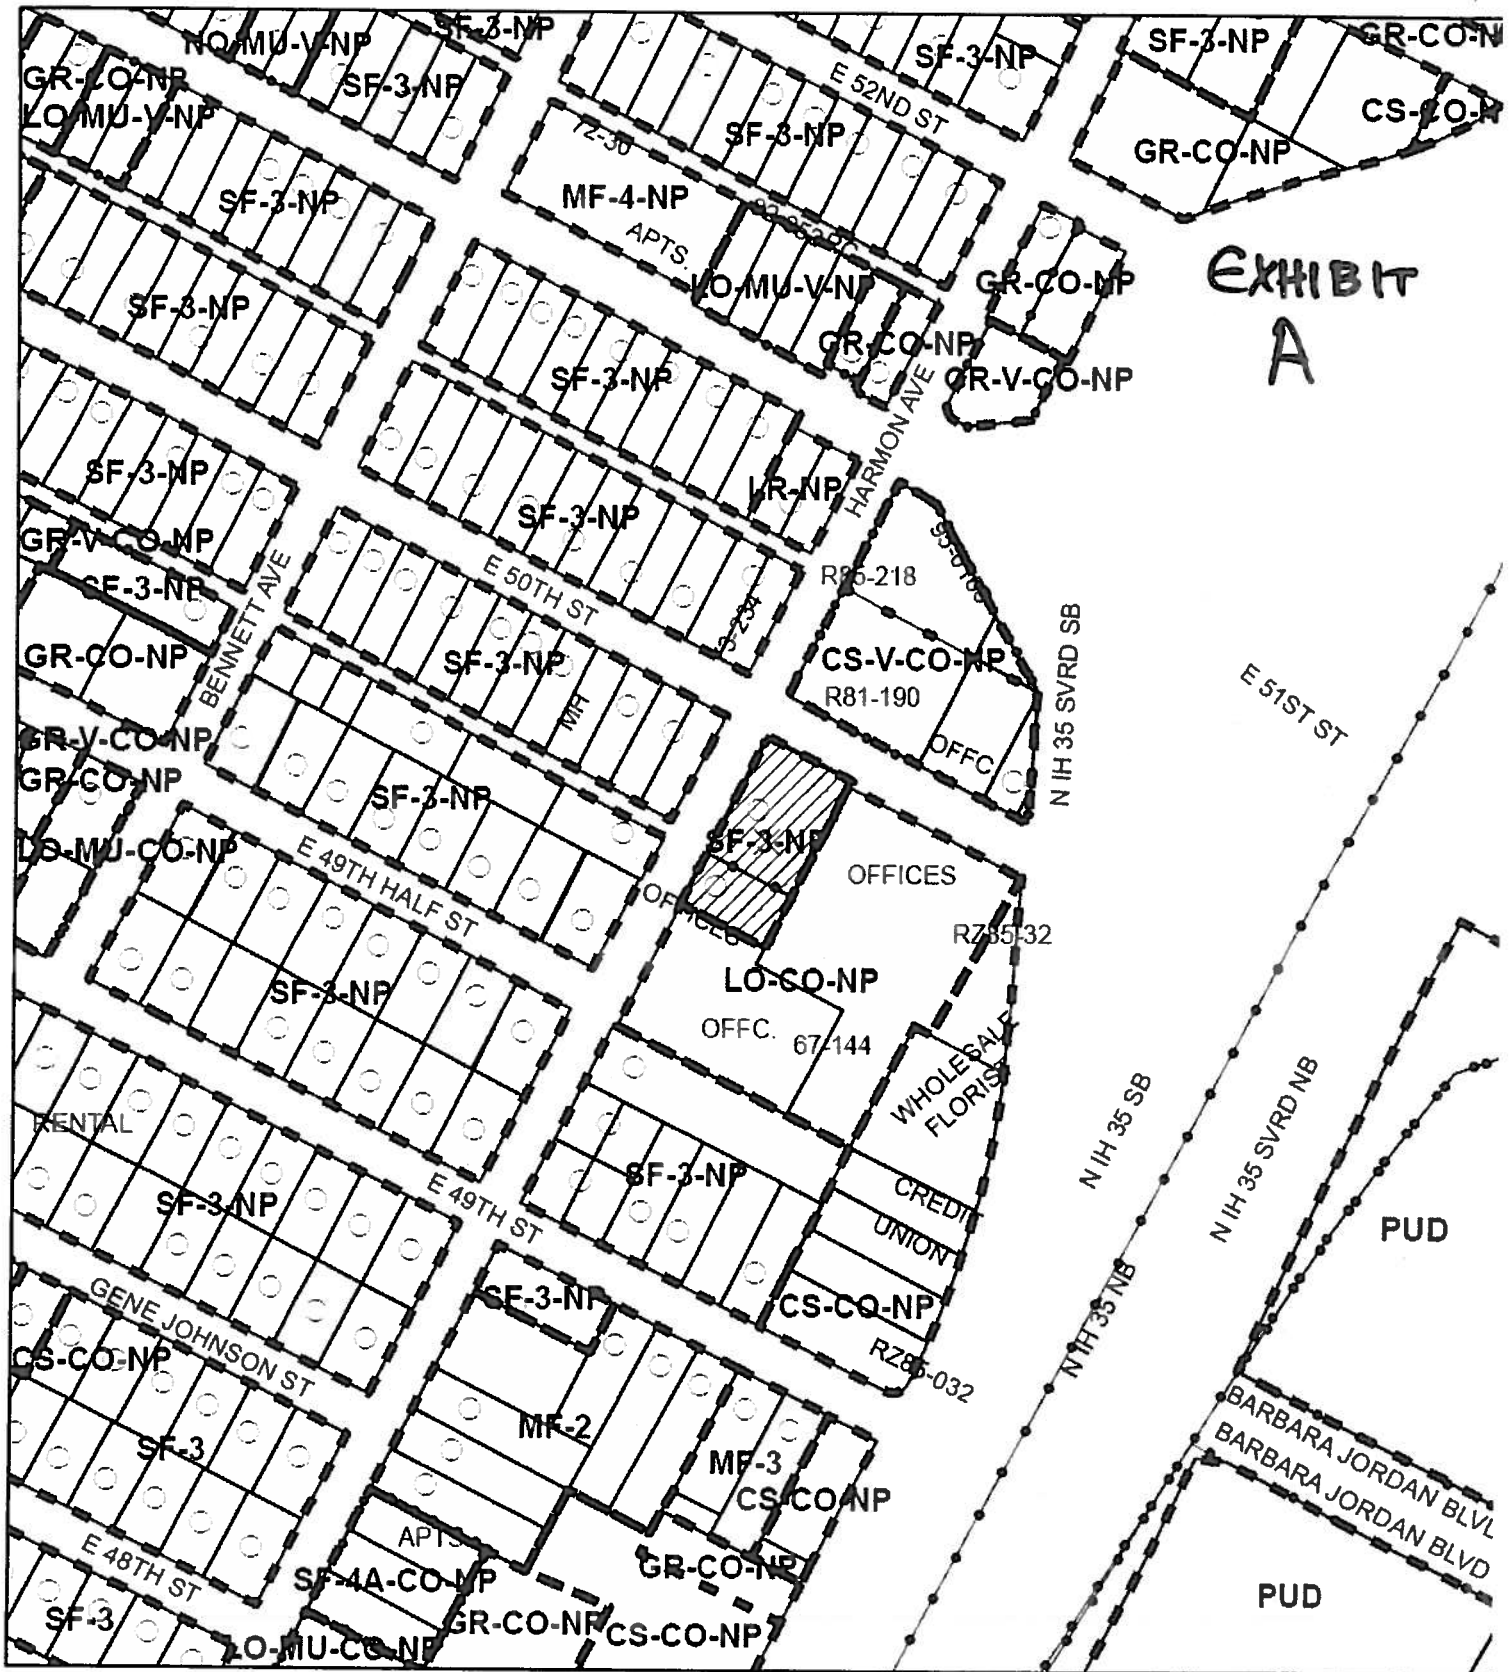 SF-3-NP
NO-MU-V-NP
SF-3-NP
SF-3-NP
SF-3-NP
GR-CO-N
GR-CO-NP
SF-3-NP
E 52ND ST
CS-CO-N
LO-MU-V-NP
72-30
SF-3-NP
GR-CO-NP
SF-3-NP
MF-4-NP
APTS.
EXHIBIT
A
LO-MU-V-NP
GR-CO-NP
SF-3-NP
GR-CO-NP
SF-3-NP
GR-V-CO-NP
HARMON AVE
SF-3-NP
LR-NP
SF-3-NP
GR-V-CO-NP
E 50TH ST
R85-218
SF-3-NP
BENNETT AVE
N IH 35 SVRD SB
GR-CO-NP
SF-3-NP
CS-V-CO-NP
R81-190
MH
E 51ST ST
GR-V-CO-NP
OFFC
GR-CO-NP
SF-3-NP
SF-3-NP
LO-MU-CO-NP
E 49TH HALF ST
OFFICES
OFFICES
RZ85-32
SF-3-NP
LO-CO-NP
OFFC.
67-144
WHOLESALE
FLORIST
RENTAL
N IH 35 SB
N IH 35 SVRD NB
SF-3-NP
SF-3-NP
E 49TH ST
CREDIT
UNION
PUD
GENE JOHNSON ST
SF-3-NP
CS-CO-NP
N IH 35 NB
CS-CO-NP
RZ85-032
BARBARA JORDAN BLVD
BARBARA JORDAN BLVD
SF-3
MF-2
MF-3
CS-CO-NP
APTS
E 48TH ST
SF-4A-CO-NP
GR-CO-NP
PUD
SF-3
GR-CO-NP
CS-CO-NP
LO-MU-CO-NP